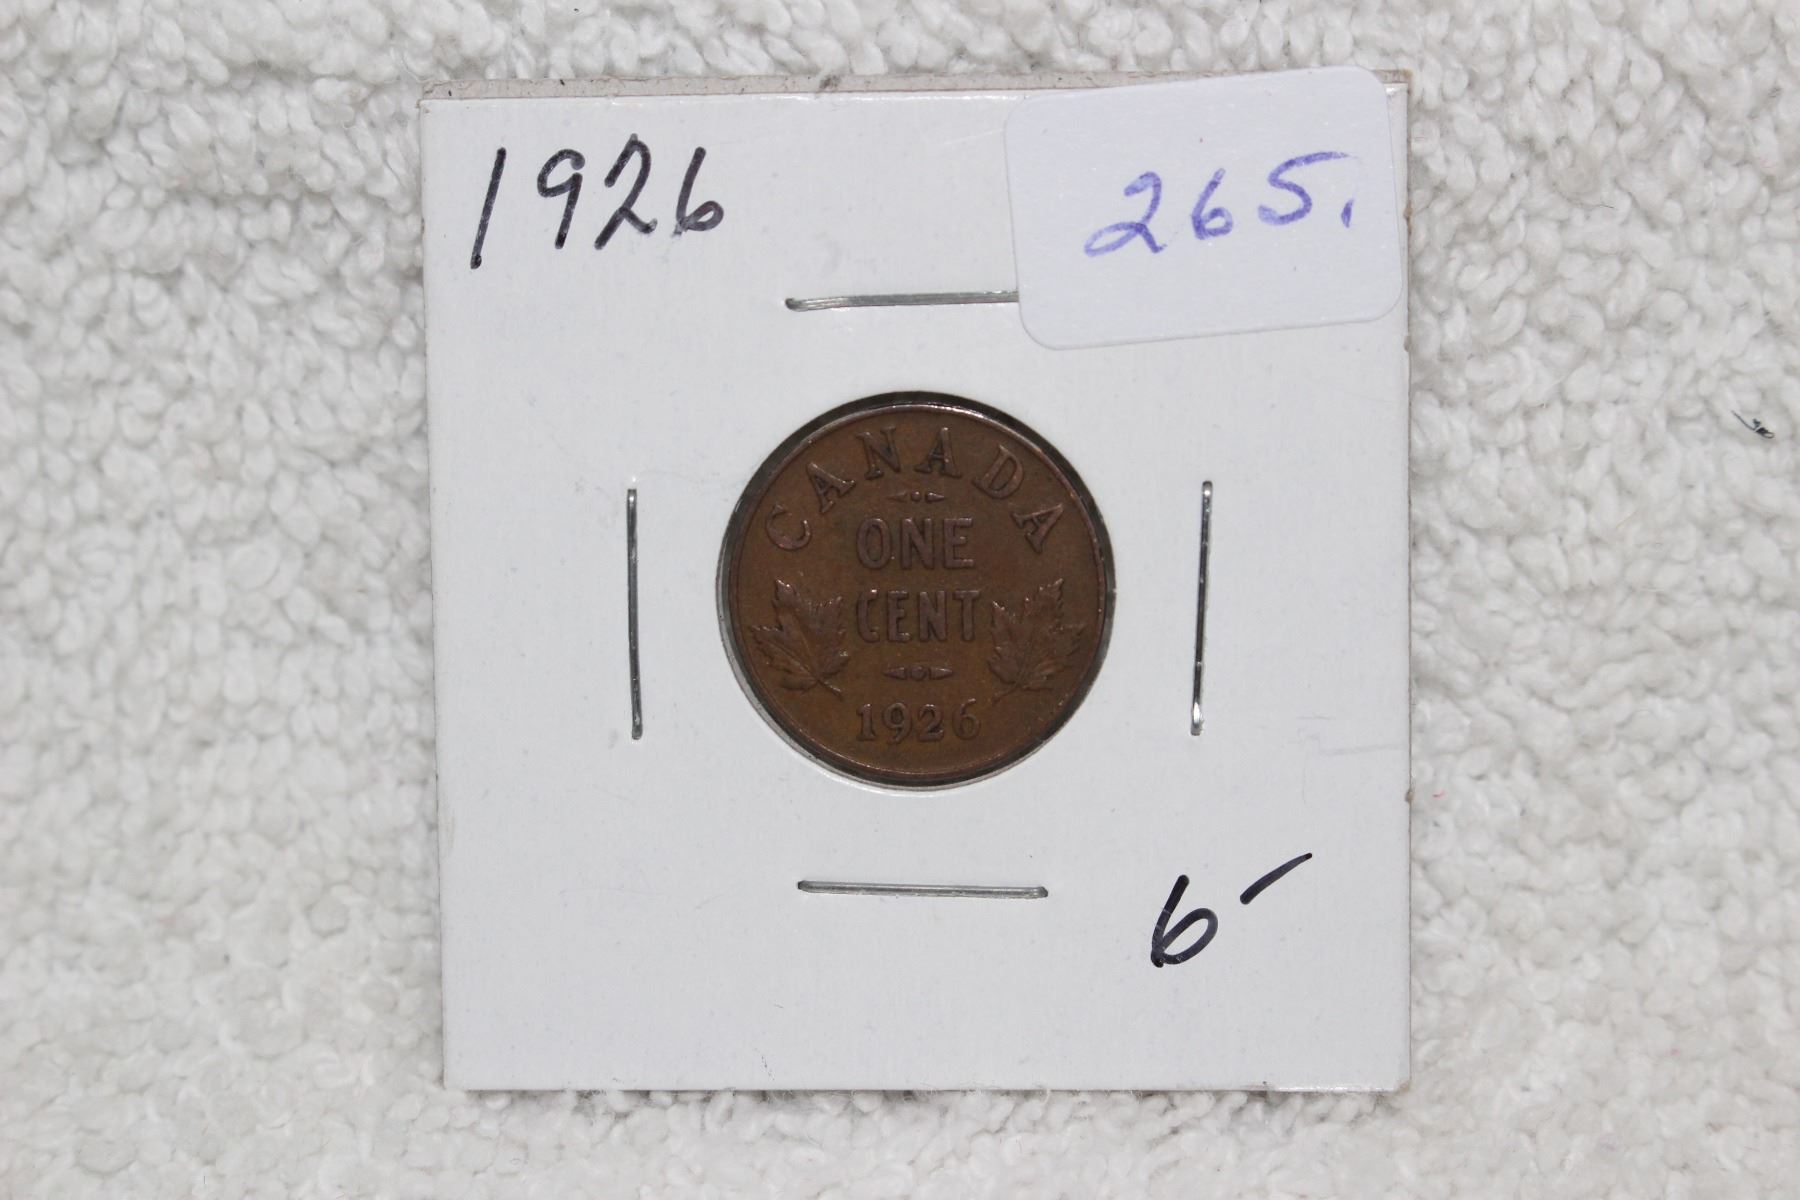 1926
265.
CANADA
ONE
CENT
1926
6-